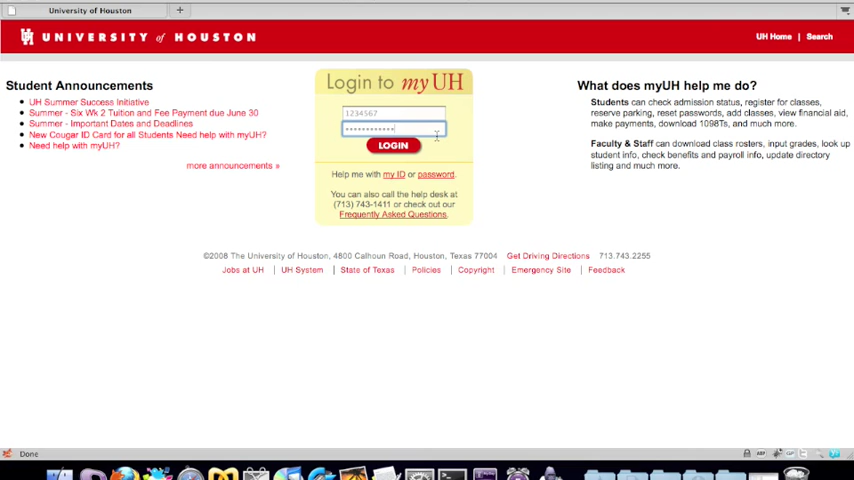 University of Houston
UNIVERSITY of HOUSTON
UH Home | Search
Student Announcements
UH Summer Success Initiative
Summer - Six Wk 2 Tuition and Fee Payment due June 30
Summer - Important Dates and Deadlines
New Cougar ID Card for all Students Need help with myUH?
Need help with myUH?
more announcements »
Login to myUH
1234567
LOGIN
Help me with my ID or password.
You can also call the help desk at
(713) 743-1411 or check out our
Frequently Asked Questions.
What does myUH help me do?
Students can check admission status, register for classes,
reserve parking, reset passwords, add classes, view financial aid,
make payments, download 1098Ts, and much more.
Faculty & Staff can download class rosters, input grades, look up
student info, check benefits and payroll info, update directory
listing and much more.
©2008 The University of Houston, 4800 Calhoun Road, Houston, Texas 77004 Get Driving Directions 713.743.2255
Jobs at UH | UH System | State of Texas | Policies | Copyright | Emergency Site | Feedback
Done